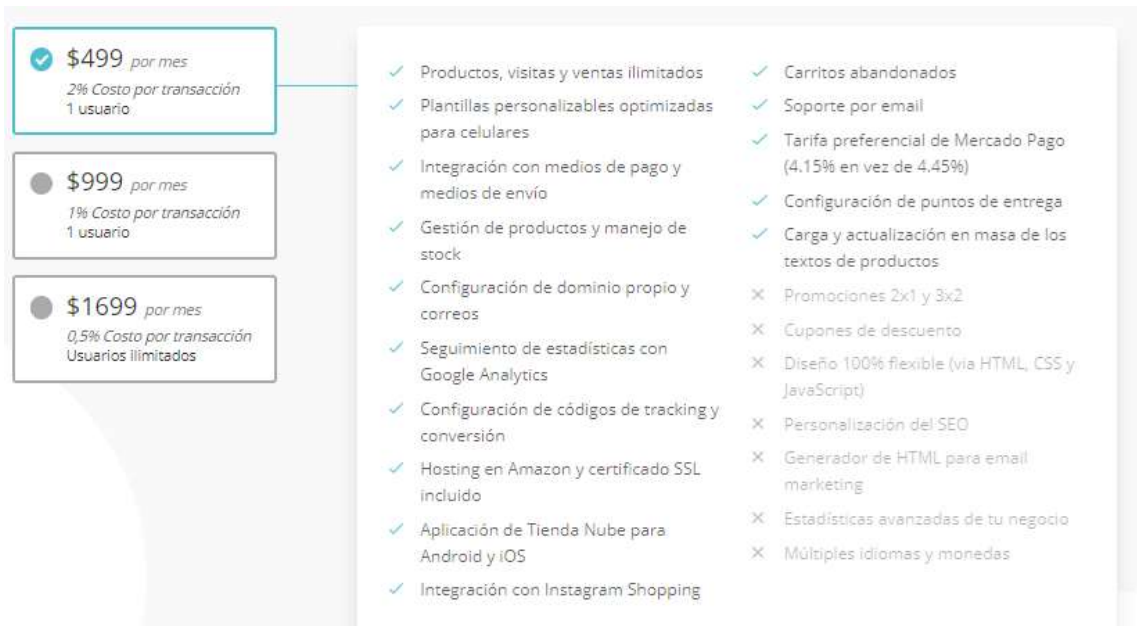 $499 por mes
2% Costo por transacción
1 usuario
$999 por mes
1% Costo por transacción
1 usuario
$1699 por mes
0,5% Costo por transacción
Usuarios ilimitados
Productos, visitas y ventas ilimitados
Plantillas personalizables optimizadas
para celulares
Integración con medios de pago y
medios de envío
Gestión de productos y manejo de
stock
Configuración de dominio propio y
correos
Seguimiento de estadísticas con
Google Analytics
Configuración de códigos de tracking y
conversión
Hosting en Amazon y certificado SSL
incluido
Aplicación de Tienda Nube para
Android y iOS
Integración con Instagram Shopping
Carritos abandonados
Soporte por email
Tarifa preferencial de Mercado Pago
(4.15% en vez de 4.45%)
Configuración de puntos de entrega
Carga y actualización en masa de los
textos de productos
Promociones 2x1 y 3x2
Cupones de descuento
Diseño 100% flexible (via HTML, CSS y
JavaScript)
Personalización del SEO
Generador de HTML para email
marketing
Estadísticas avanzadas de tu negocio
Múltiples idiomas y monedas